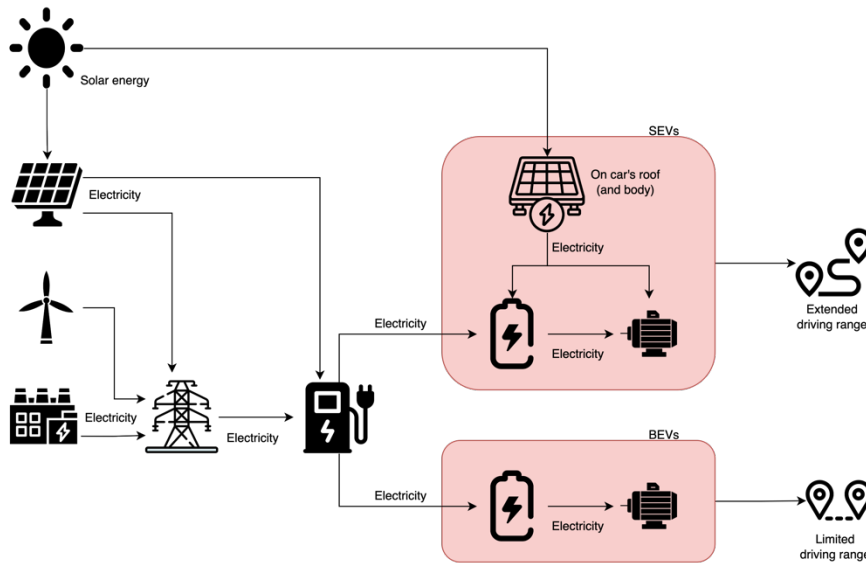 Solar energy
SEVs
On car's roof
(and body)
Electricity
Electricity
Electricity
Electricity
Extended
driving range
Electricity
Electricity
BEVs
Electricity
Electricity
Limited
driving range